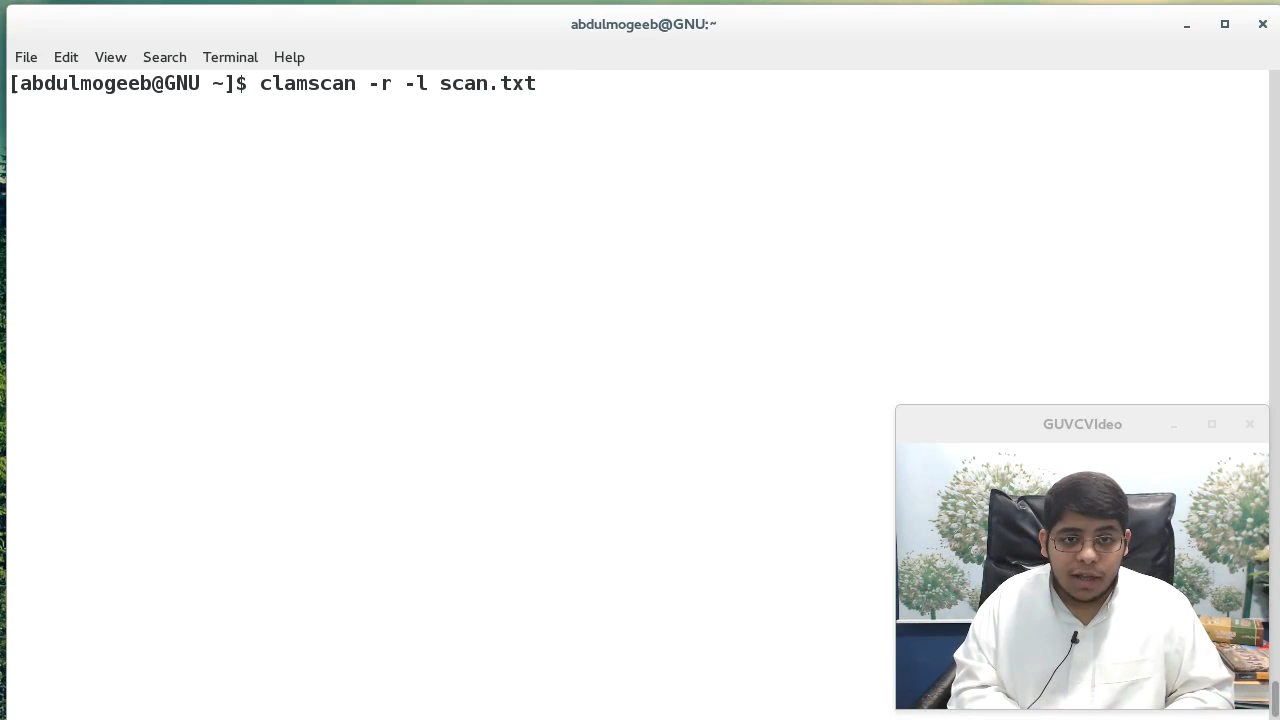 abdulmogeeb@GNU:~
File Edit View Search Terminal Help
[abdulmogeeb@GNU ~]$ clamscan -r -l scan.txt
GUVCVIdeo